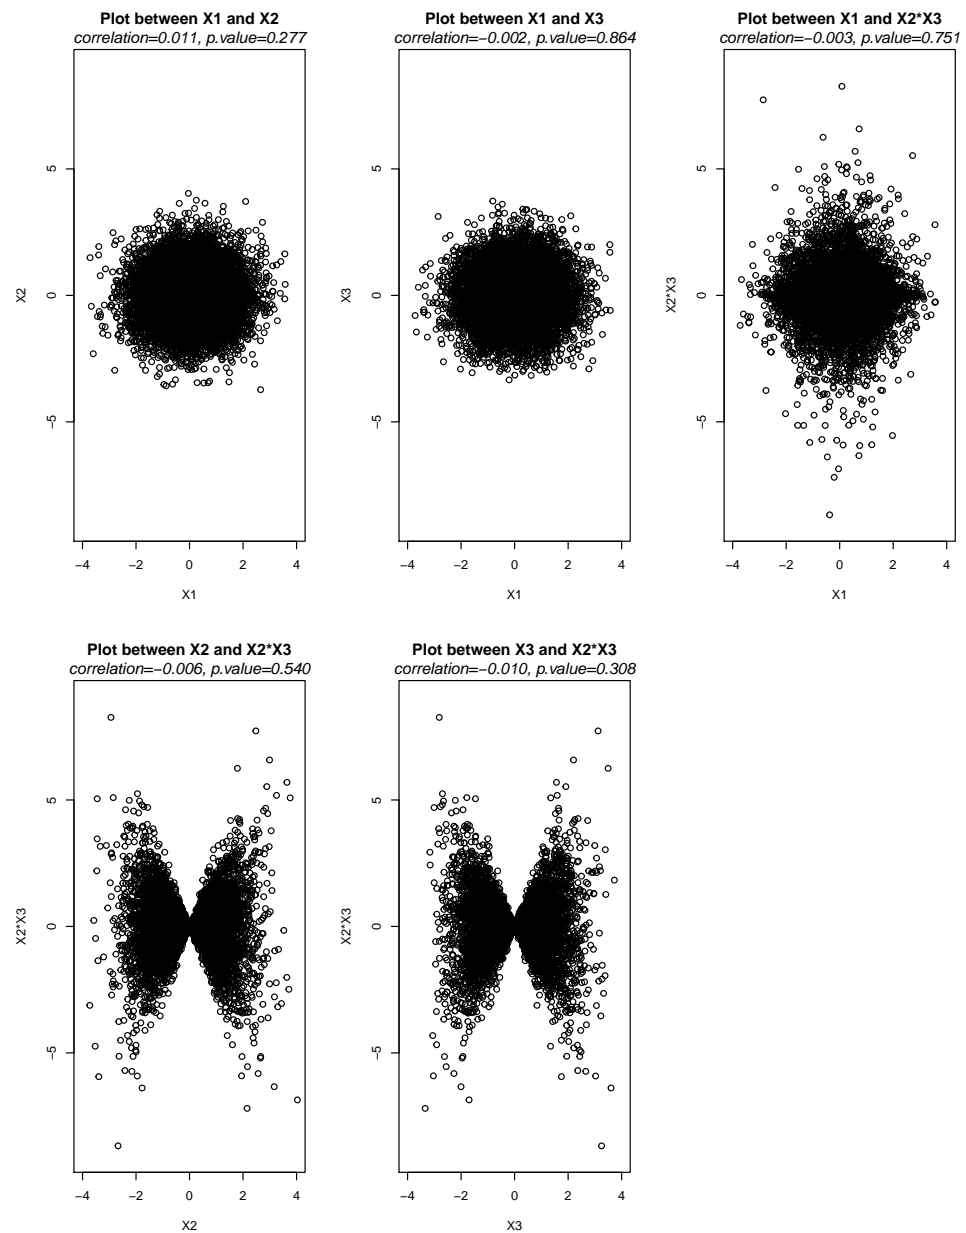 Plot between X1 and X2
correlation=0.011, p.value=0.277
X2
5
0
−5
−4 −2 0 2 4
X1
Plot between X1 and X3
correlation=−0.002, p.value=0.864
X3
5
0
−5
−4 −2 0 2 4
X1
Plot between X1 and X2*X3
correlation=−0.003, p.value=0.751
X2*X3
5
0
−5
−4 −2 0 2 4
X1
Plot between X2 and X2*X3
correlation=−0.006, p.value=0.540
X2*X3
5
0
−5
−4 −2 0 2 4
X2
Plot between X3 and X2*X3
correlation=−0.010, p.value=0.308
X2*X3
5
0
−5
−4 −2 0 2 4
X3